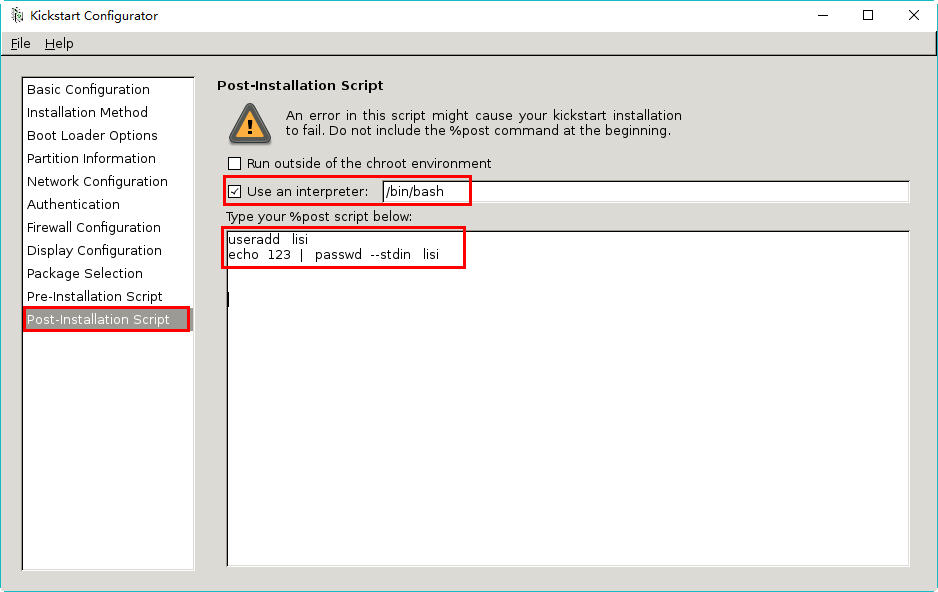 Kickstart Configurator
File Help
Basic Configuration
Installation Method
Boot Loader Options
Partition Information
Network Configuration
Authentication
Firewall Configuration
Display Configuration
Package Selection
Pre-Installation Script
Post-Installation Script
Post-Installation Script
An error in this script might cause your kickstart installation
to fail. Do not include the %post command at the beginning.
Run outside of the chroot environment
Use an interpreter: /bin/bash
Type your %post script below:
useradd lisi
echo 123 | passwd --stdin lisi